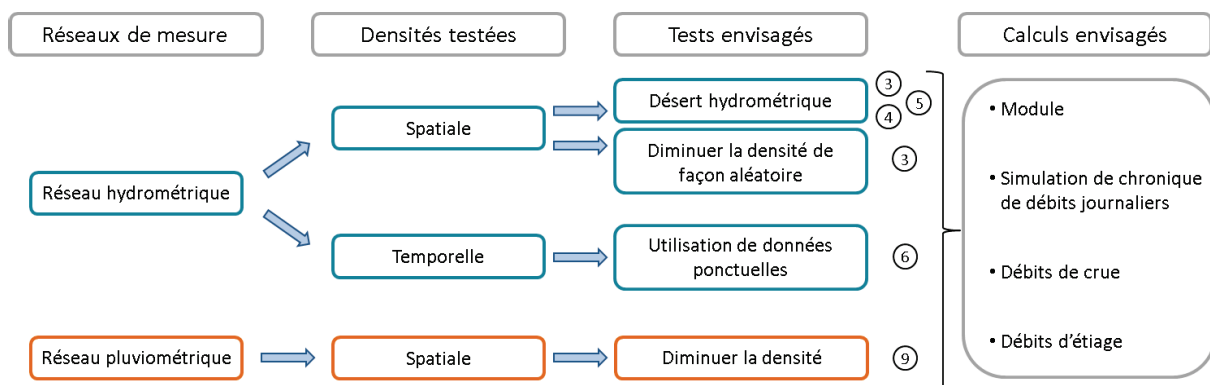 Réseaux de mesure
Densités testées
Tests envisagés
Calculs envisagés
Réseau hydrométrique
Spatiale
Désert hydrométrique
③
④
⑤
Diminuer la densité de
façon aléatoire
③
Temporelle
Utilisation de données
ponctuelles
⑥
Réseau pluviométrique
Spatiale
Diminuer la densité
⑨
• Module
• Simulation de chronique
de débits journaliers
• Débits de crue
• Débits d'étiage